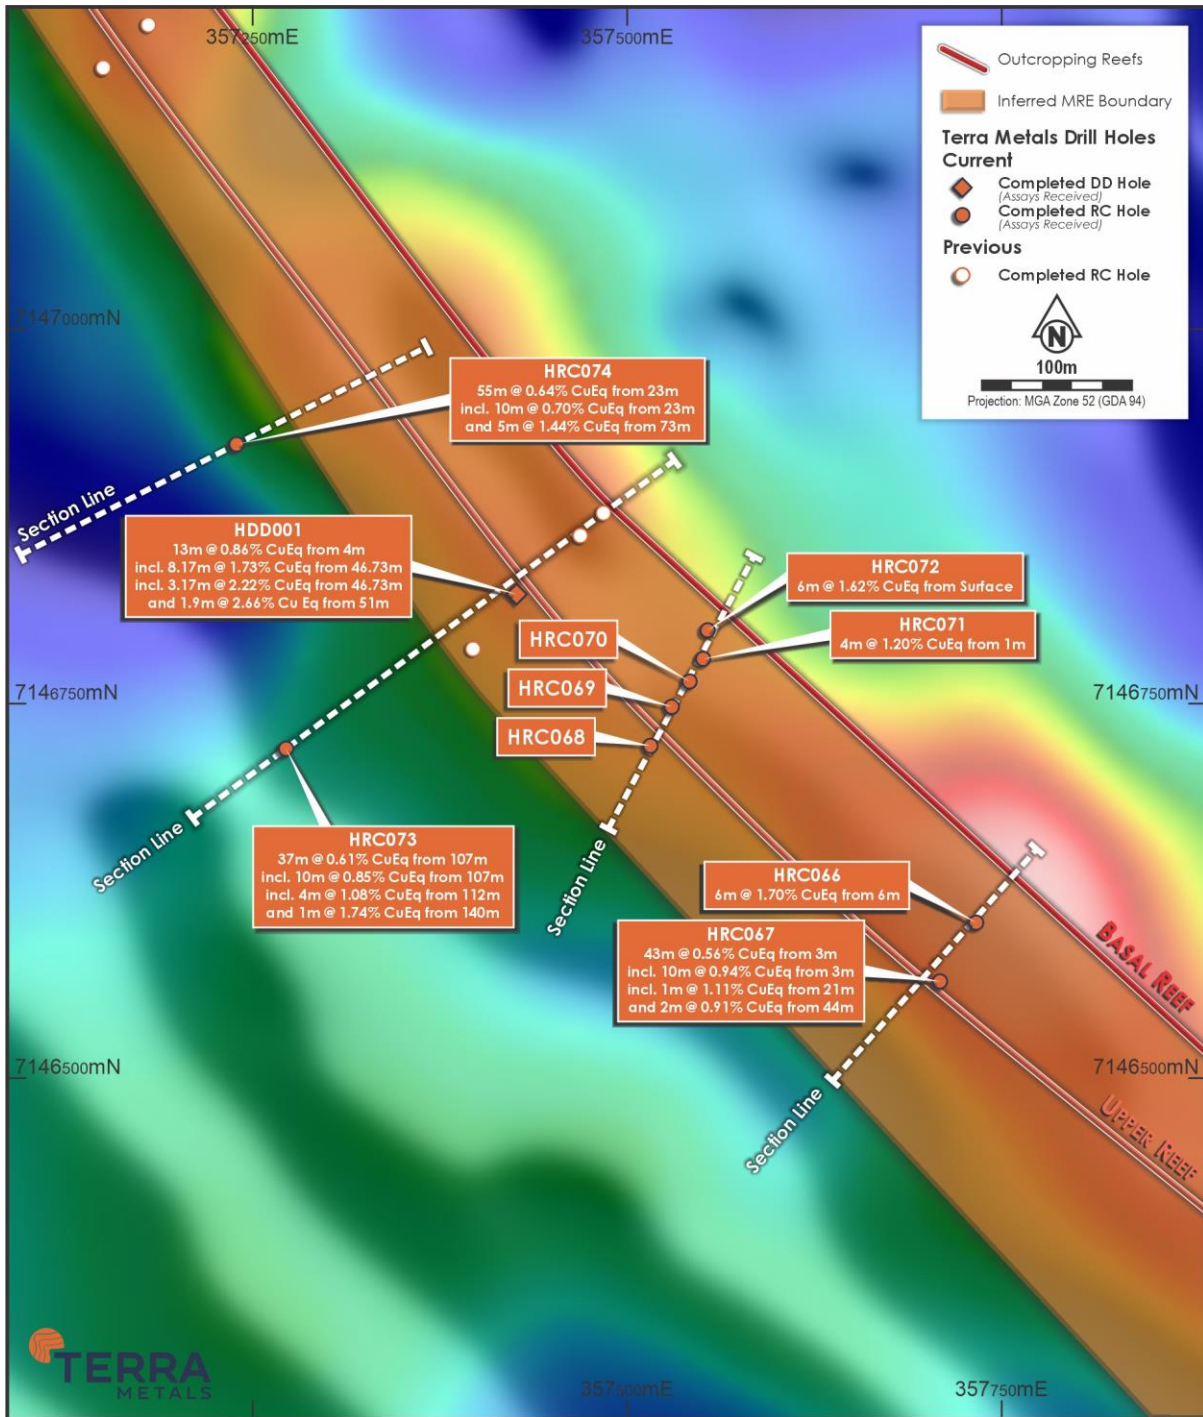 357250mE
357500mE
Outcropping Reefs
Inferred MRE Boundary
Terra Metals Drill Holes
Current
Completed DD Hole
(Assays Received)
Completed RC Hole
(Assays Received)
Previous
Completed RC Hole
N
100m
Projection: MGA Zone 52 (GDA 94)
7147000mN
HRC074
55m @ 0.64% CuEq from 23m
incl. 10m @ 0.70% CuEq from 23m
and 5m @ 1.44% CuEq from 73m
Section Line
HDD001
13m @ 0.86% CuEq from 4m
incl. 8.17m @ 1.73% CuEq from 46.73m
incl. 3.17m @ 2.22% CuEq from 46.73m
and 1.9m @ 2.66% Cu Eq from 51m
HRC072
6m @ 1.62% CuEq from Surface
HRC071
4m @ 1.20% CuEq from 1m
HRC070
HRC069
HRC068
7146750mN
7146750mN
Section Line
HRC073
37m @ 0.61% CuEq from 107m
incl. 10m @ 0.85% CuEq from 107m
incl. 4m @ 1.08% CuEq from 112m
and 1m @ 1.74% CuEq from 140m
Section Line
HRC066
6m @ 1.70% CuEq from 6m
HRC067
43m @ 0.56% CuEq from 3m
incl. 10m @ 0.94% CuEq from 3m
incl. 1m @ 1.11% CuEq from 21m
and 2m @ 0.91% CuEq from 44m
BASAL REEF
7146500mN
7146500mN
UPPER REEF
Section Line
TERRA
METALS
357500mE
357750mE